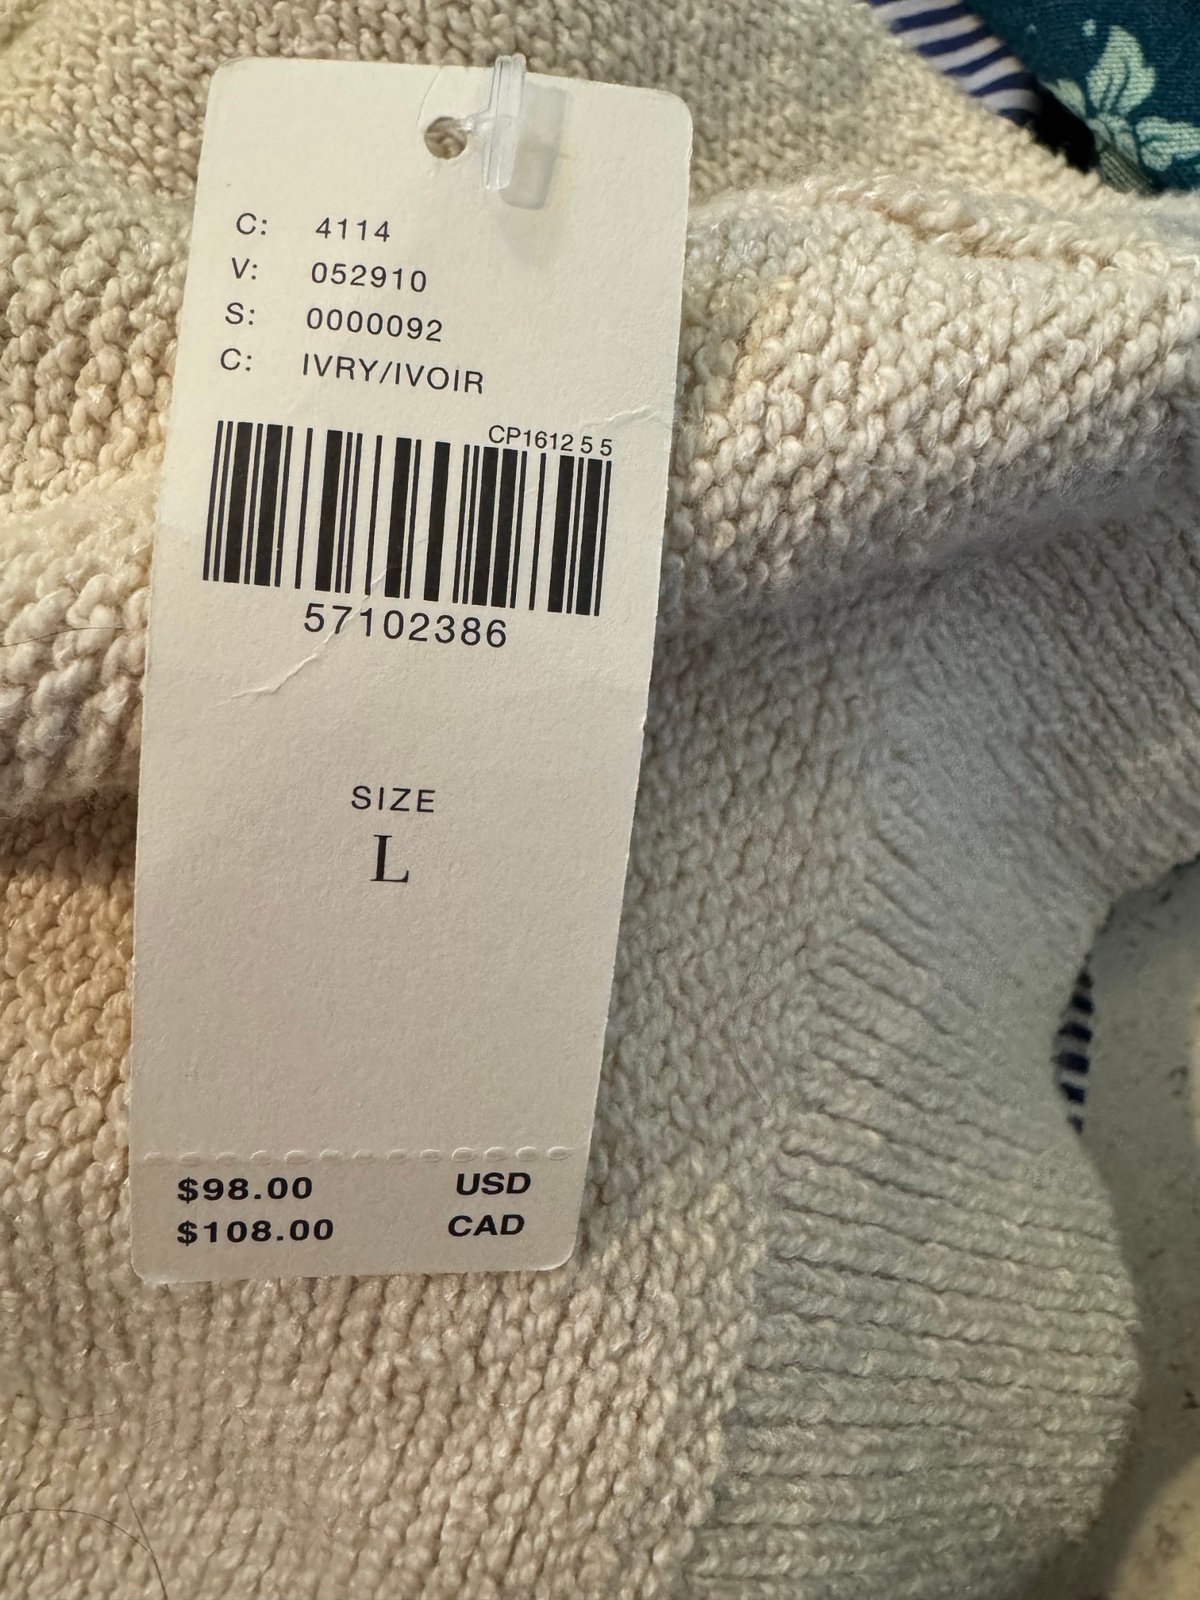 C: 4114
V: 052910
S: 0000092
C: IVRY/IVOIR
CP1612 5 5
57102386
SIZE
L
$98.00 USD
$108.00 CAD